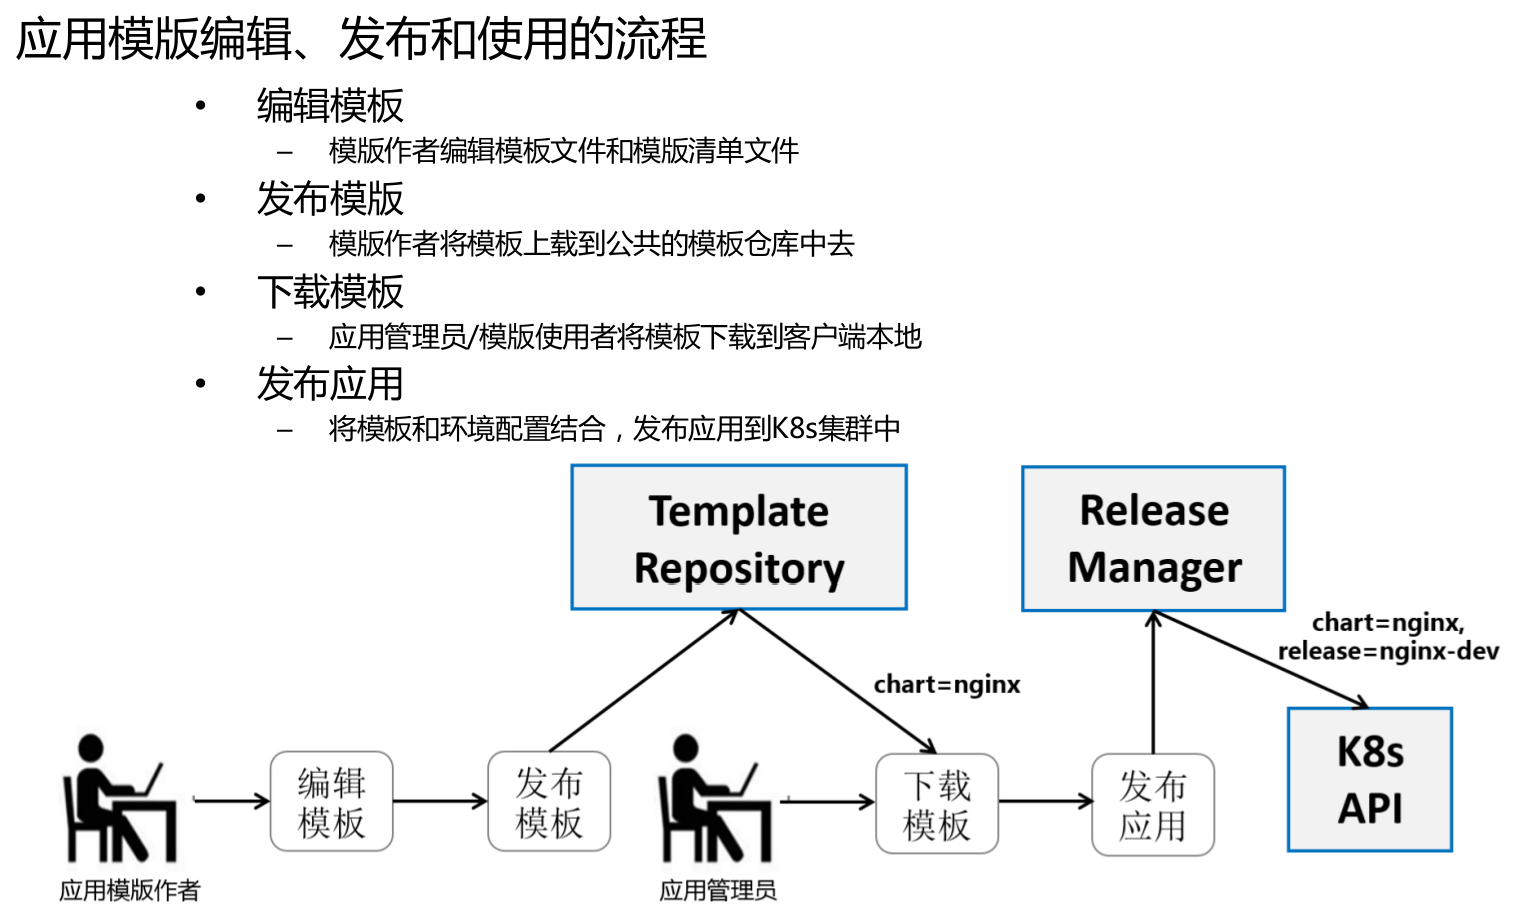 应用模版编辑、发布和使用的流程
• 编辑模板
– 模版作者编辑模板文件和模版清单文件
• 发布模版
– 模版作者将模板上载到公共的模板仓库中去
• 下载模板
– 应用管理员/模版使用者将模板下载到客户端本地
• 发布应用
– 将模板和环境配置结合，发布应用到K8s集群中
Template
Repository
Release
Manager
chart=nginx,
release=nginx-dev
chart=nginx
编辑
模板
发布
模板
下载
模板
发布
应用
K8s
API
应用模版作者
应用管理员